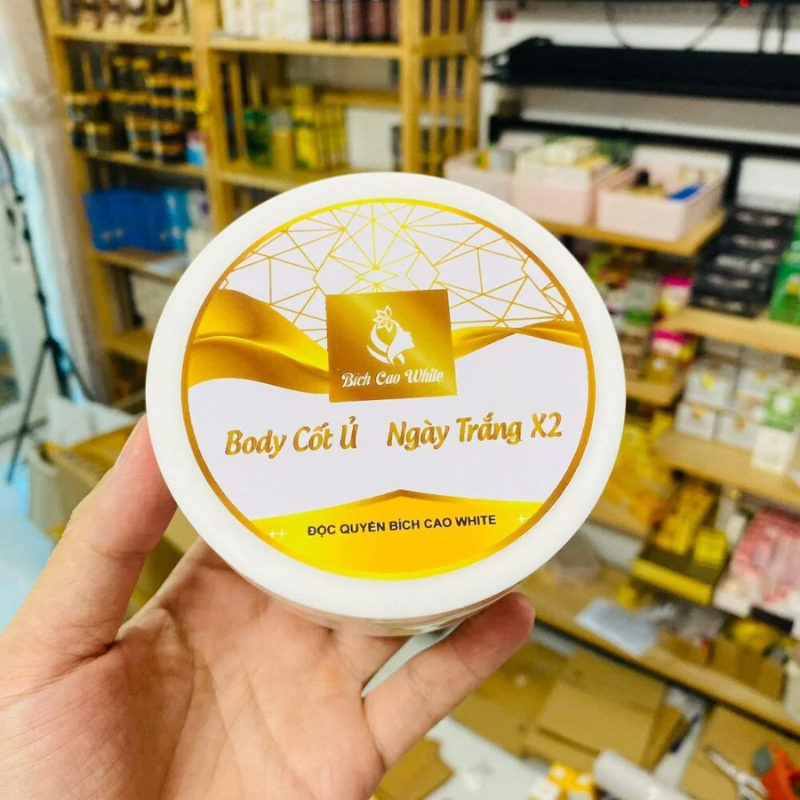 Bích Cao White
Body Cốt Ủ Ngày Trắng X2
ĐỘC QUYỀN BÍCH CAO WHITE